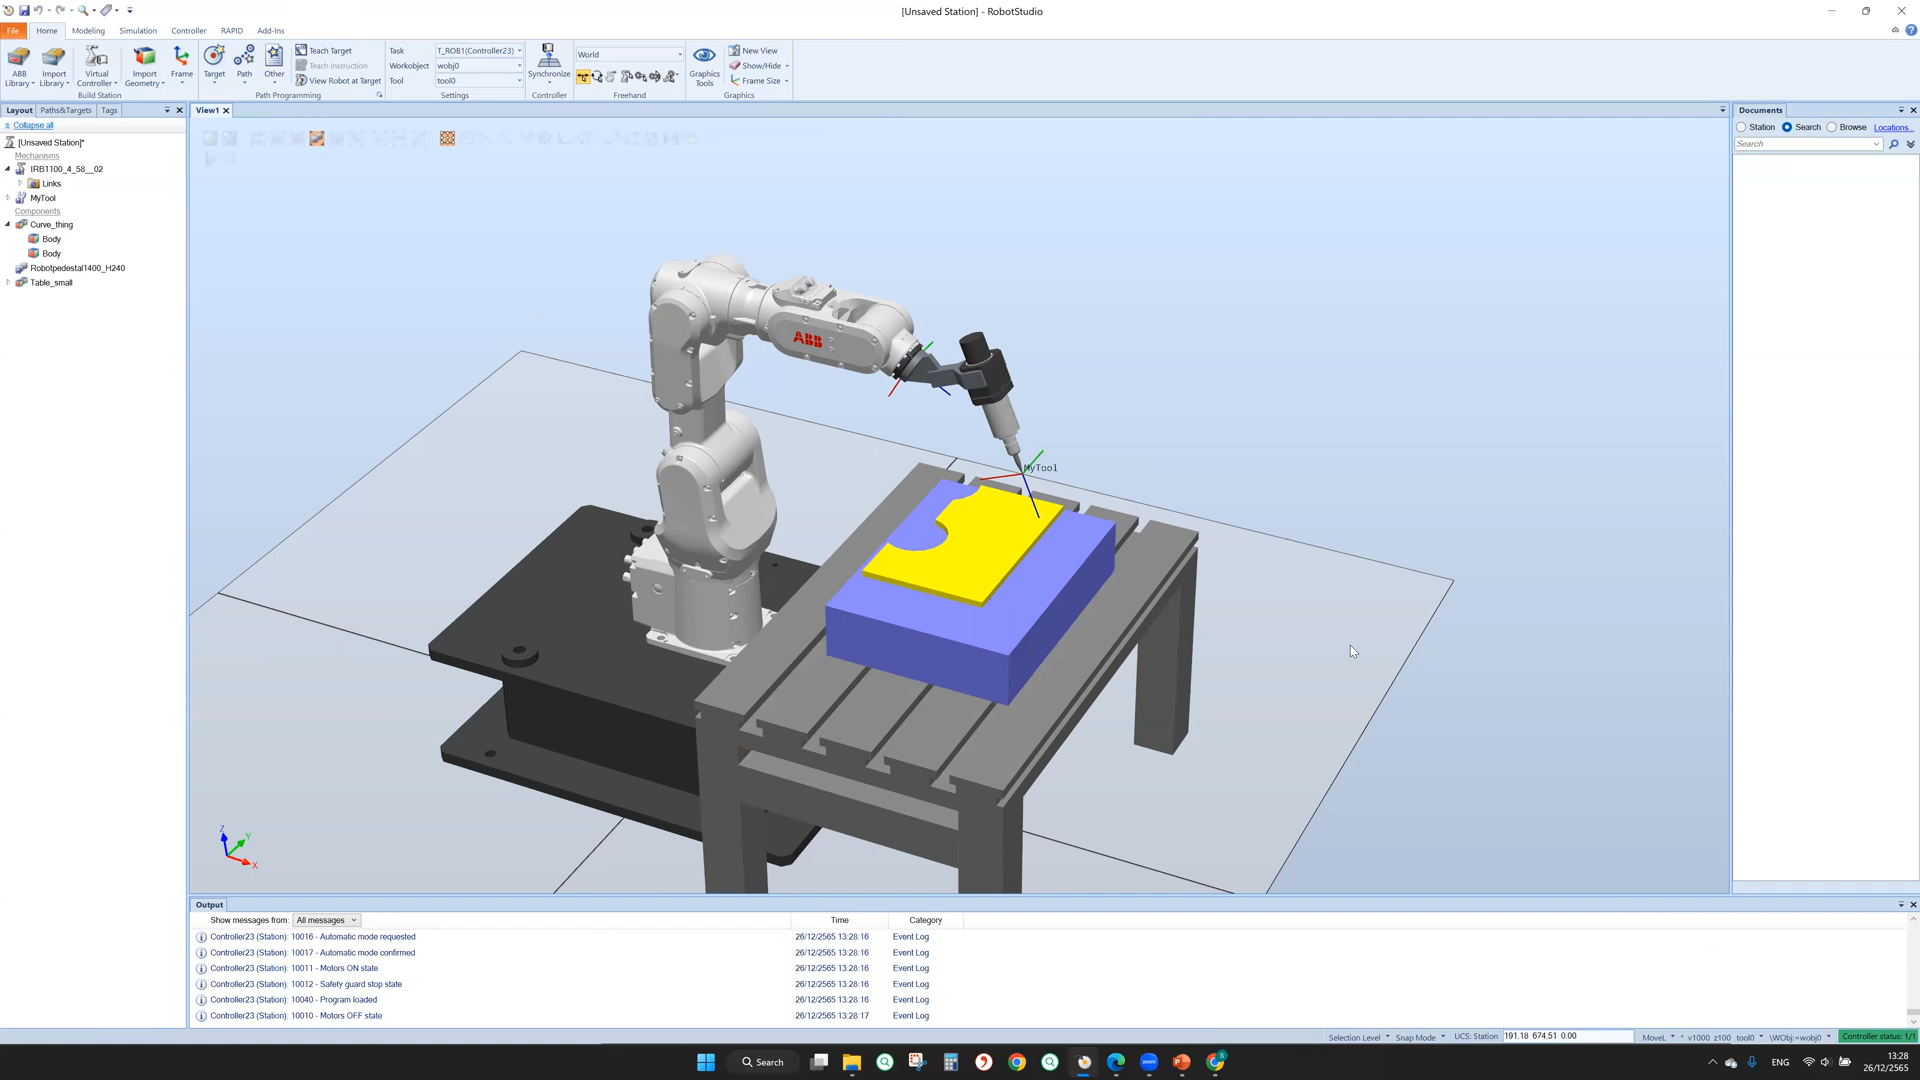 [Unsaved Station] - RobotStudio
File Home Modeling Simulation Controller RAPID Add-Ins
ABB Library
Import Library
Virtual Controller
Import Geometry
Frame
Build Station
Target
Path
Other
Teach Target
Teach Instruction
View Robot at Target
Path Programming
Task T_ROB1(Controller23)
Workobject wobj0
Tool tool0
Settings
Synchronize
Controller
World
Freehand
Graphics Tools
New View
Show/Hide
Frame Size
Graphics
Layout Paths&Targets Tags
Collapse all
[Unsaved Station]*
Mechanisms
IRB1100_4_58__02
Links
MyTool
Components
Curve_thing
Body
Body
Robotpedestal1400_H240
Table_small
View1
ABB
MyTool
Z
Y
X
Documents
Station Search Browse Locations...
Search
Output
Show messages from: All messages Time Category
Controller23 (Station): 10016 - Automatic mode requested 26/12/2565 13:28:16 Event Log
Controller23 (Station): 10017 - Automatic mode confirmed 26/12/2565 13:28:16 Event Log
Controller23 (Station): 10011 - Motors ON state 26/12/2565 13:28:16 Event Log
Controller23 (Station): 10012 - Safety guard stop state 26/12/2565 13:28:16 Event Log
Controller23 (Station): 10040 - Program loaded 26/12/2565 13:28:16 Event Log
Controller23 (Station): 10010 - Motors OFF state 26/12/2565 13:28:17 Event Log
Selection Level Snap Mode UCS: Station 191.18 674.51 0.00 MoveL * v1000 z100 tool0 \WObj:=wobj0 Controller status: 1/1
Search
zoom
ENG
13:28
26/12/2565